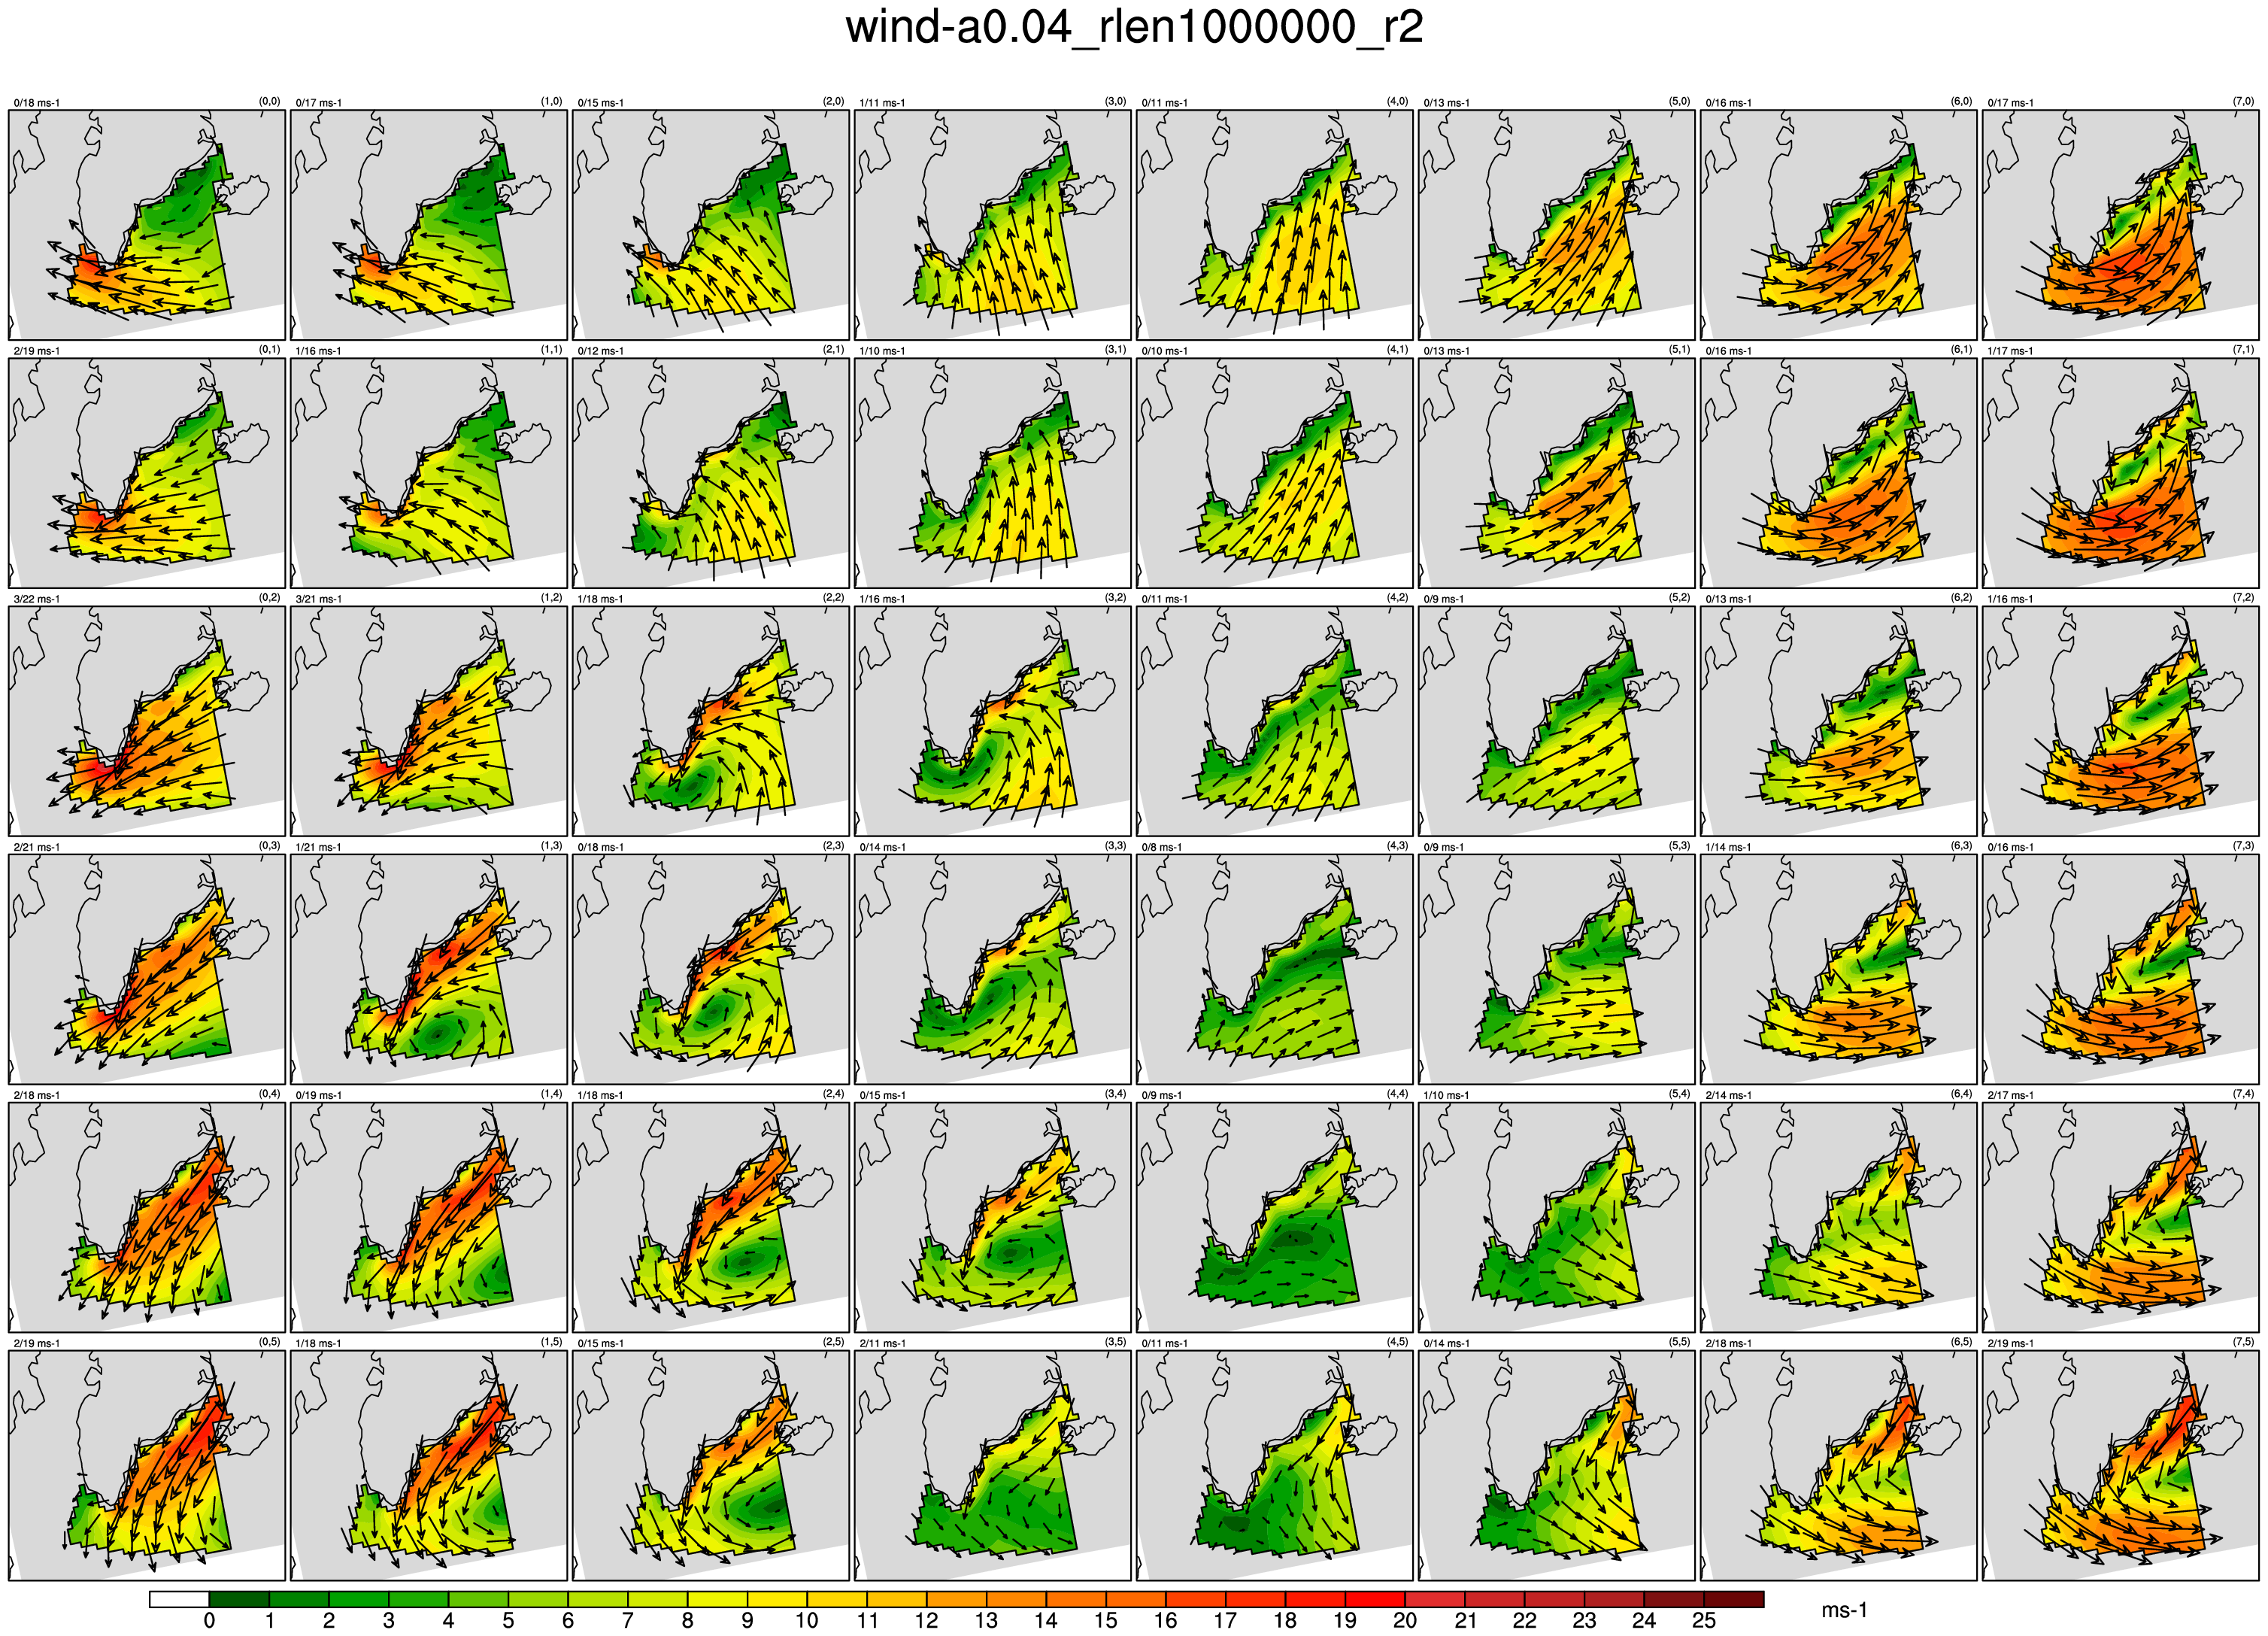 wind-a0.04_rlen1000000_r2
0/18 ms-1 (0,0) 0/17 ms-1 (1,0) 0/15 ms-1 (2,0) 1/11 ms-1 (3,0) 0/11 ms-1 (4,0) 0/13 ms-1 (5,0) 0/16 ms-1 (6,0) 0/17 ms-1 (7,0)
2/19 ms-1 (0,1) 1/16 ms-1 (1,1) 0/12 ms-1 (2,1) 1/10 ms-1 (3,1) 0/10 ms-1 (4,1) 0/13 ms-1 (5,1) 0/16 ms-1 (6,1) 1/17 ms-1 (7,1)
3/22 ms-1 (0,2) 3/21 ms-1 (1,2) 1/18 ms-1 (2,2) 1/16 ms-1 (3,2) 0/11 ms-1 (4,2) 0/9 ms-1 (5,2) 0/13 ms-1 (6,2) 1/16 ms-1 (7,2)
2/21 ms-1 (0,3) 1/21 ms-1 (1,3) 0/18 ms-1 (2,3) 0/14 ms-1 (3,3) 0/8 ms-1 (4,3) 0/9 ms-1 (5,3) 1/14 ms-1 (6,3) 0/16 ms-1 (7,3)
2/18 ms-1 (0,4) 0/19 ms-1 (1,4) 1/18 ms-1 (2,4) 0/15 ms-1 (3,4) 0/9 ms-1 (4,4) 1/10 ms-1 (5,4) 2/14 ms-1 (6,4) 2/17 ms-1 (7,4)
2/19 ms-1 (0,5) 1/18 ms-1 (1,5) 0/15 ms-1 (2,5) 2/11 ms-1 (3,5) 0/11 ms-1 (4,5) 0/14 ms-1 (5,5) 2/18 ms-1 (6,5) 2/19 ms-1 (7,5)
0 1 2 3 4 5 6 7 8 9 10 11 12 13 14 15 16 17 18 19 20 21 22 23 24 25 ms-1